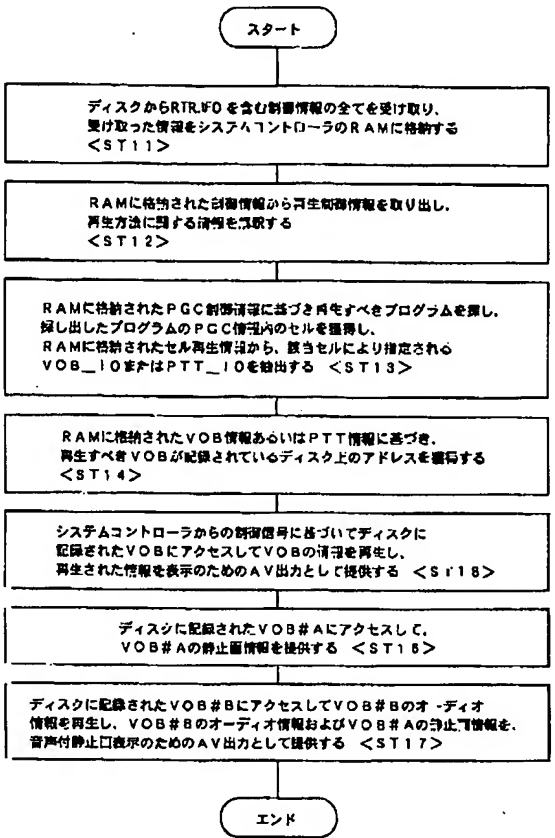 スタート
ディスクからRTR.IFOを含む制御情報の全てを受け取り、
受け取った情報をシステムコントローラのRAMに格納する
<ST11>
RAMに格納された制御情報から再生制御情報を取り出し、
再生方法に関する情報を解釈する
<ST12>
RAMに格納されたPGC制御情報に基づき再生すべきプログラムを探し、
探し出したプログラムのPGC情報内のセルを獲得し、
RAMに格納されたセル再生情報から、該当セルにより指定される
VOB_IDまたはPTT_IDを抽出する <ST13>
RAMに格納されたVOB情報あるいはPTT情報に基づき、
再生すべきVOBが記録されているディスク上のアドレスを獲得する
<ST14>
システムコントローラからの制御信号に基づいてディスクに
記録されたVOBにアクセスしてVOBの情報を再生し、
再生された情報を表示のためのAV出力として提供する
ディスクに記録されたVOB#Aにアクセスして、
VOB#Aの静止画情報を提供する <ST16>
ディスクに記録されたVOB#BにアクセスしてVOB#Bのオーディオ
情報を再生し、VOB#Bのオーディオ情報およびVOB#Aの静止画情報を、
音声付静止画表示のためのAV出力として提供する <ST17>
エンド